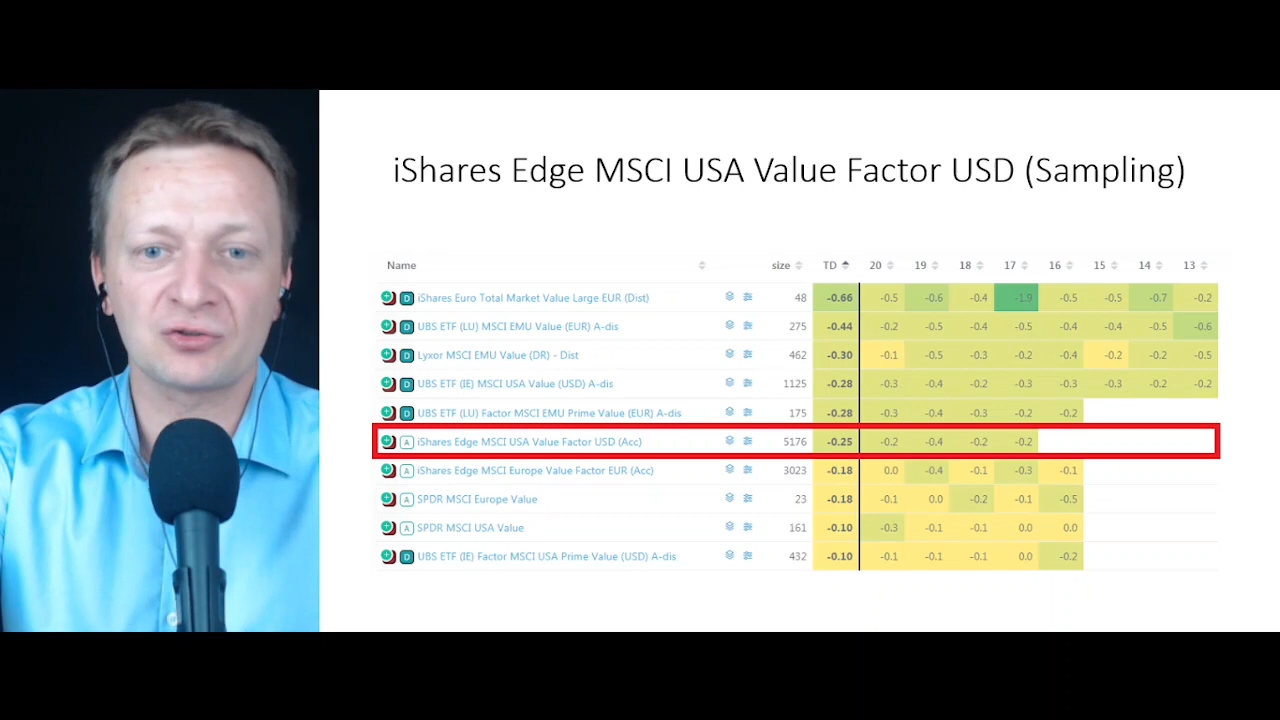 iShares Edge MSCI USA Value Factor USD (Sampling)
Name size TD 20 19 18 17 16 15 14 13
D iShares Euro Total Market Value Large EUR (Dist) 48 -0.66 -0.5 -0.6 -0.4 -1.9 -0.5 -0.5 -0.7 -0.2
D UBS ETF (LU) MSCI EMU Value (EUR) A-dis 275 -0.44 -0.2 -0.5 -0.4 -0.5 -0.4 -0.4 -0.5 -0.6
D Lyxor MSCI EMU Value (DR) - Dist 462 -0.30 -0.1 -0.5 -0.3 -0.2 -0.4 -0.2 -0.2 -0.5
D UBS ETF (IE) MSCI USA Value (USD) A-dis 1125 -0.28 -0.3 -0.4 -0.2 -0.3 -0.3 -0.3 -0.2 -0.2
D UBS ETF (LU) Factor MSCI EMU Prime Value (EUR) A-dis 175 -0.28 -0.3 -0.4 -0.3 -0.2 -0.2
A iShares Edge MSCI USA Value Factor USD (Acc) 5176 -0.25 -0.2 -0.4 -0.2 -0.2
A iShares Edge MSCI Europe Value Factor EUR (Acc) 3023 -0.18 0.0 -0.4 -0.1 -0.3 -0.1
A SPDR MSCI Europe Value 23 -0.18 -0.1 0.0 -0.2 -0.1 -0.5
A SPDR MSCI USA Value 161 -0.10 -0.3 -0.1 -0.1 0.0 0.0
D UBS ETF (IE) Factor MSCI USA Prime Value (USD) A-dis 432 -0.10 -0.1 -0.1 -0.1 0.0 -0.2